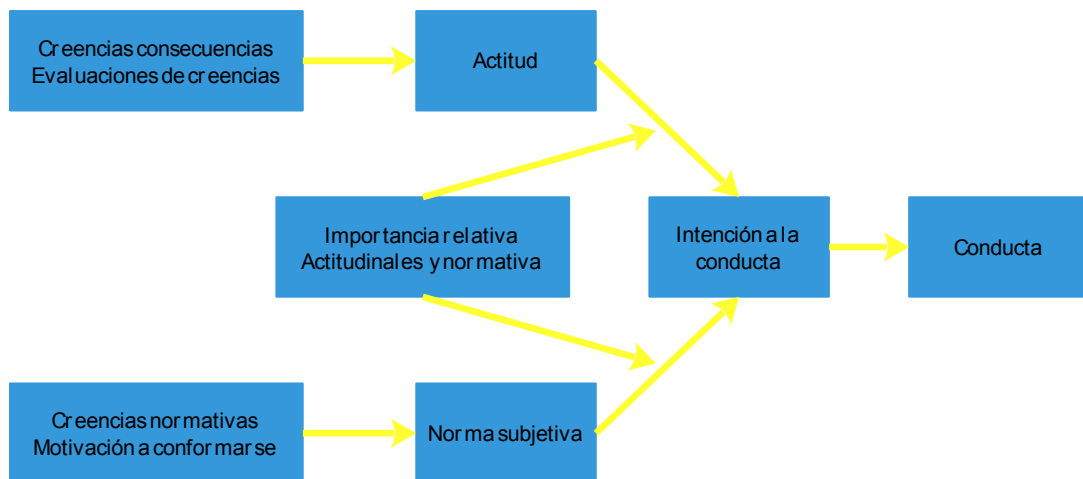 Creencias consecuencias
Evaluaciones de creencias
Actitud
Importancia relativa
Actitudinales y normativa
Intención a la
conducta
Conducta
Creencias normativas
Motivación a conformarse
Norma subjetiva